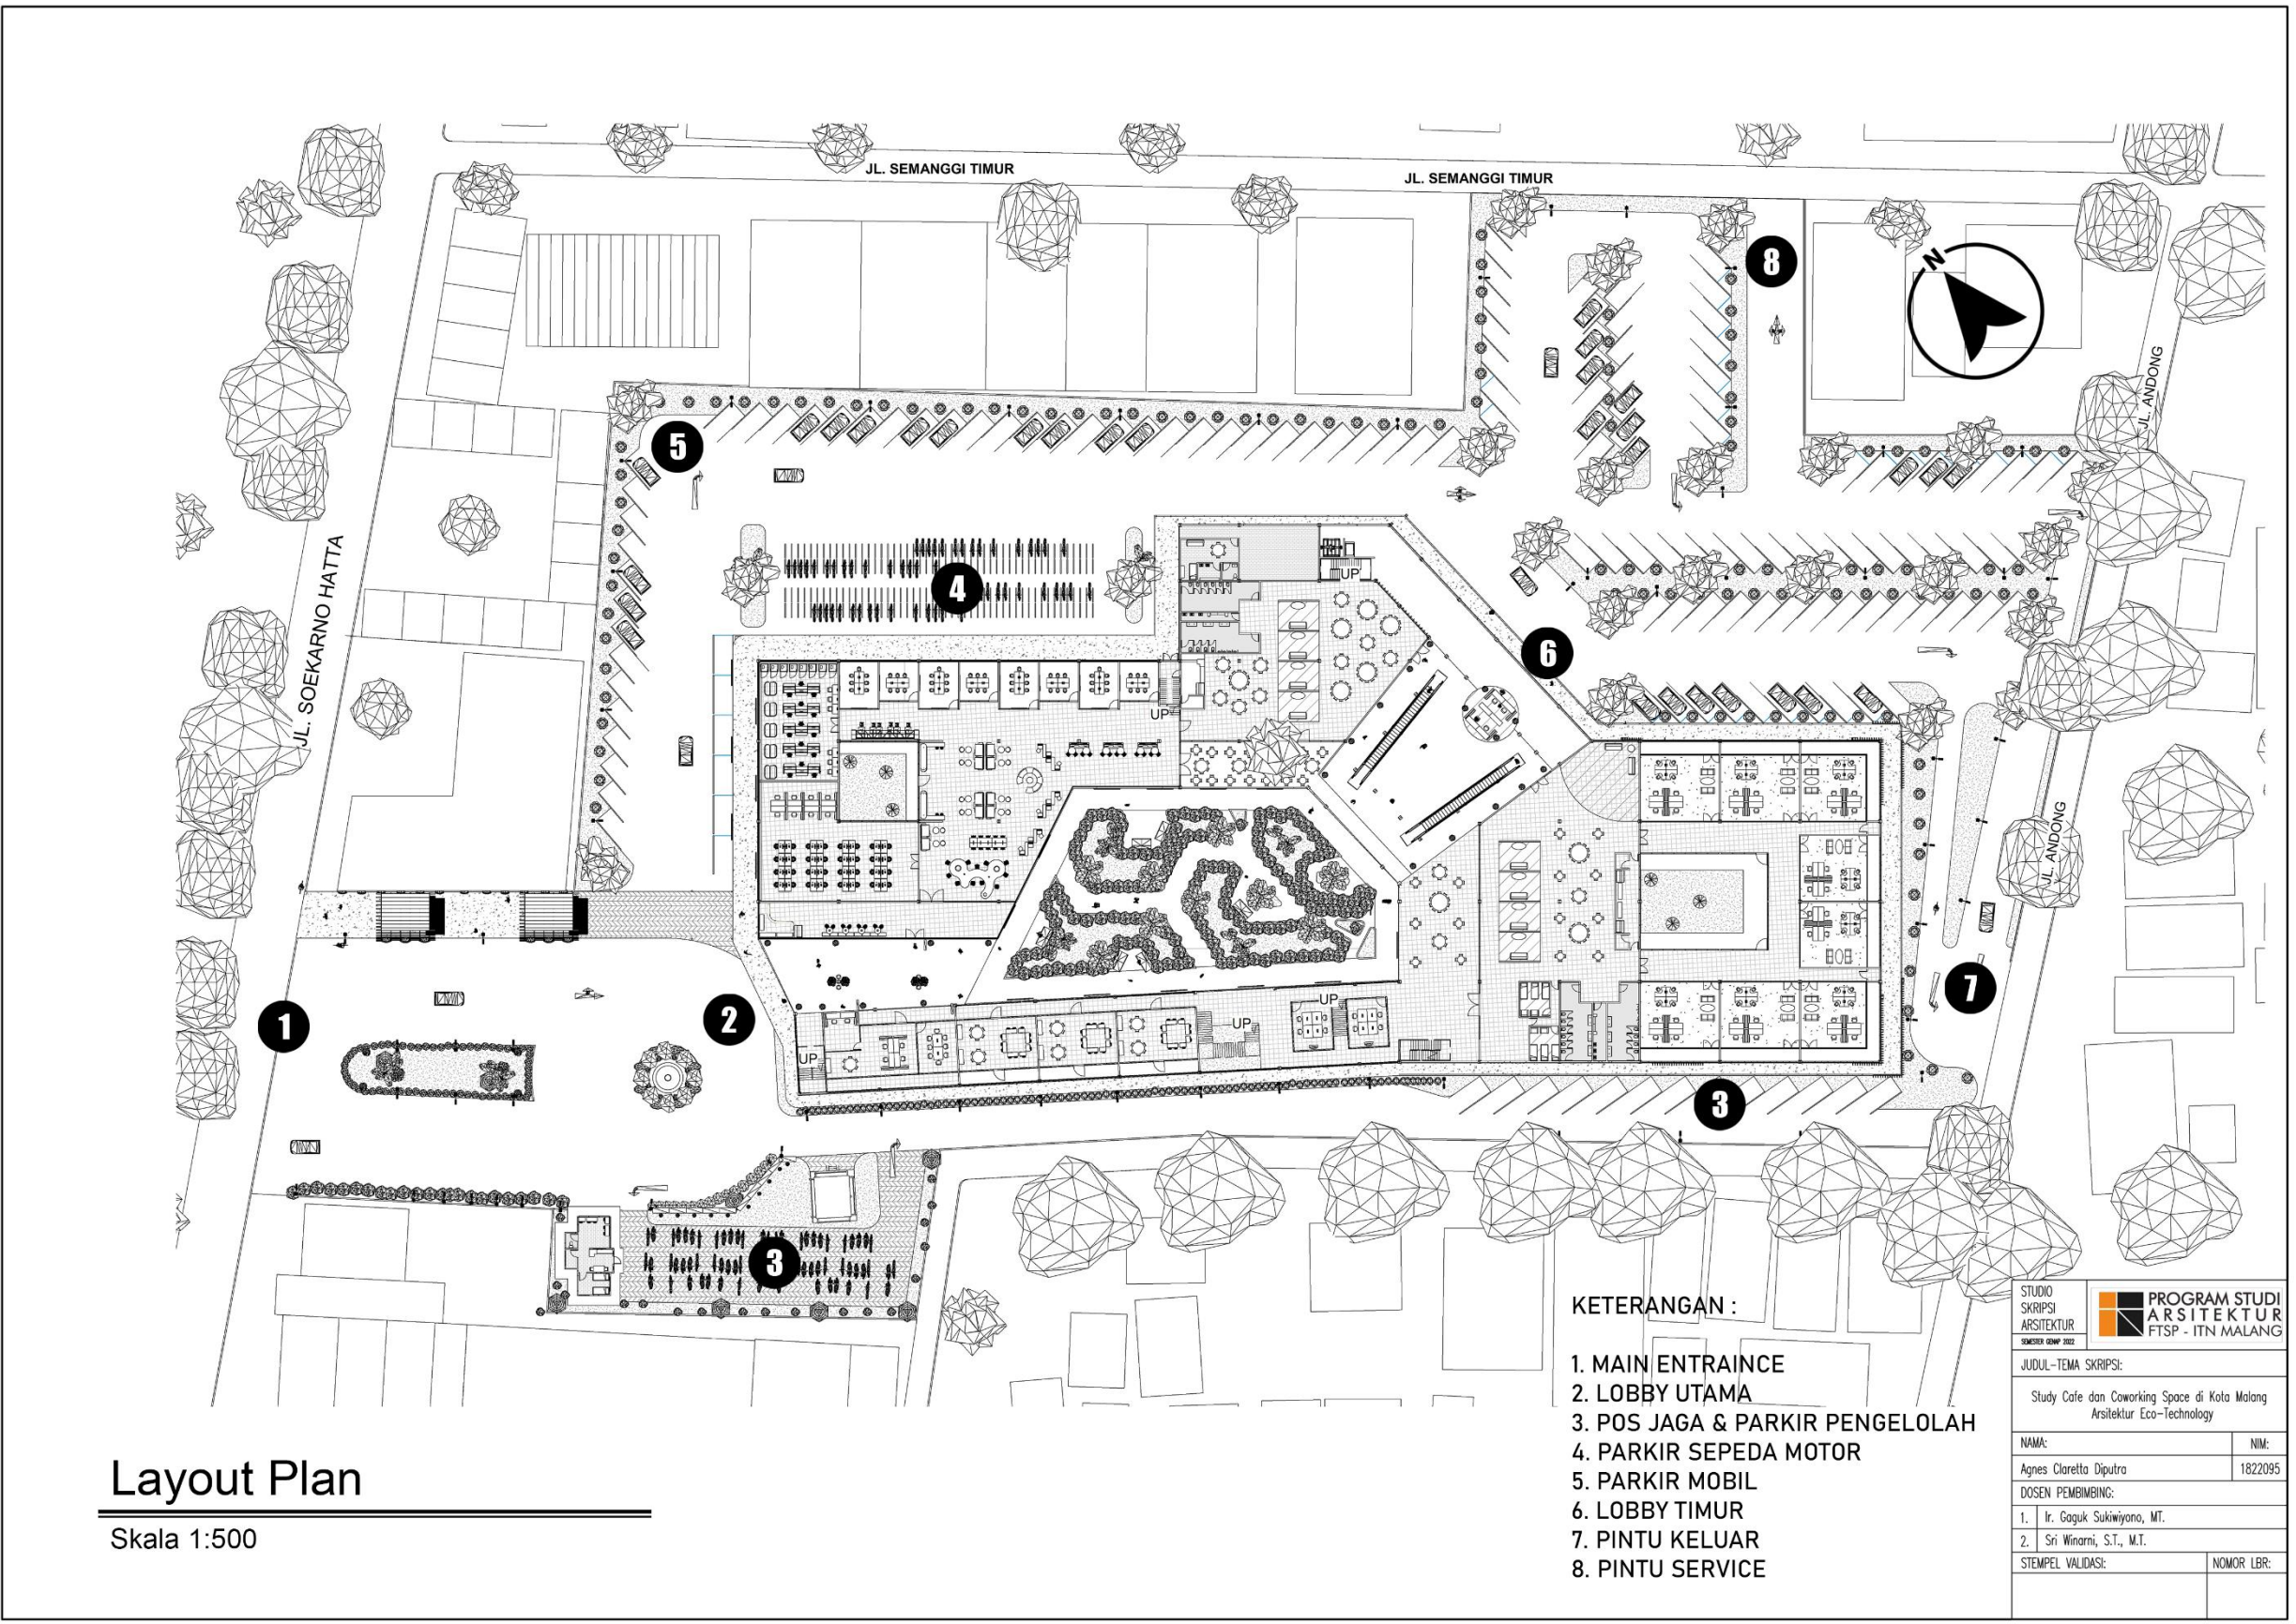 JL. SEMANGGI TIMUR
JL. SEMANGGI TIMUR
8
N
JL. ANDONG
5
JL. SOEKARNO HATTA
4
UP
6
UP
JL. ANDONG
7
1
2
UP
UP
UP
3
3
KETERANGAN :
1. MAIN ENTRAINCE
2. LOBBY UTAMA
3. POS JAGA & PARKIR PENGELOLAH
4. PARKIR SEPEDA MOTOR
5. PARKIR MOBIL
6. LOBBY TIMUR
7. PINTU KELUAR
8. PINTU SERVICE
Layout Plan
Skala 1:500
STUDIO
SKRIPSI
ARSITEKTUR
SEMESTER GENAP 2022
PROGRAM STUDI
ARSITEKTUR
FTSP - ITN MALANG
JUDUL-TEMA SKRIPSI:
Study Cafe dan Coworking Space di Kota Malang
Arsitektur Eco-Technology
NAMA: NIM:
Agnes Claretta Diputra 1822095
DOSEN PEMBIMBING:
1. Ir. Gaguk Sukiwiyono, MT.
2. Sri Winarni, S.T., M.T.
STEMPEL VALIDASI: NOMOR LBR: